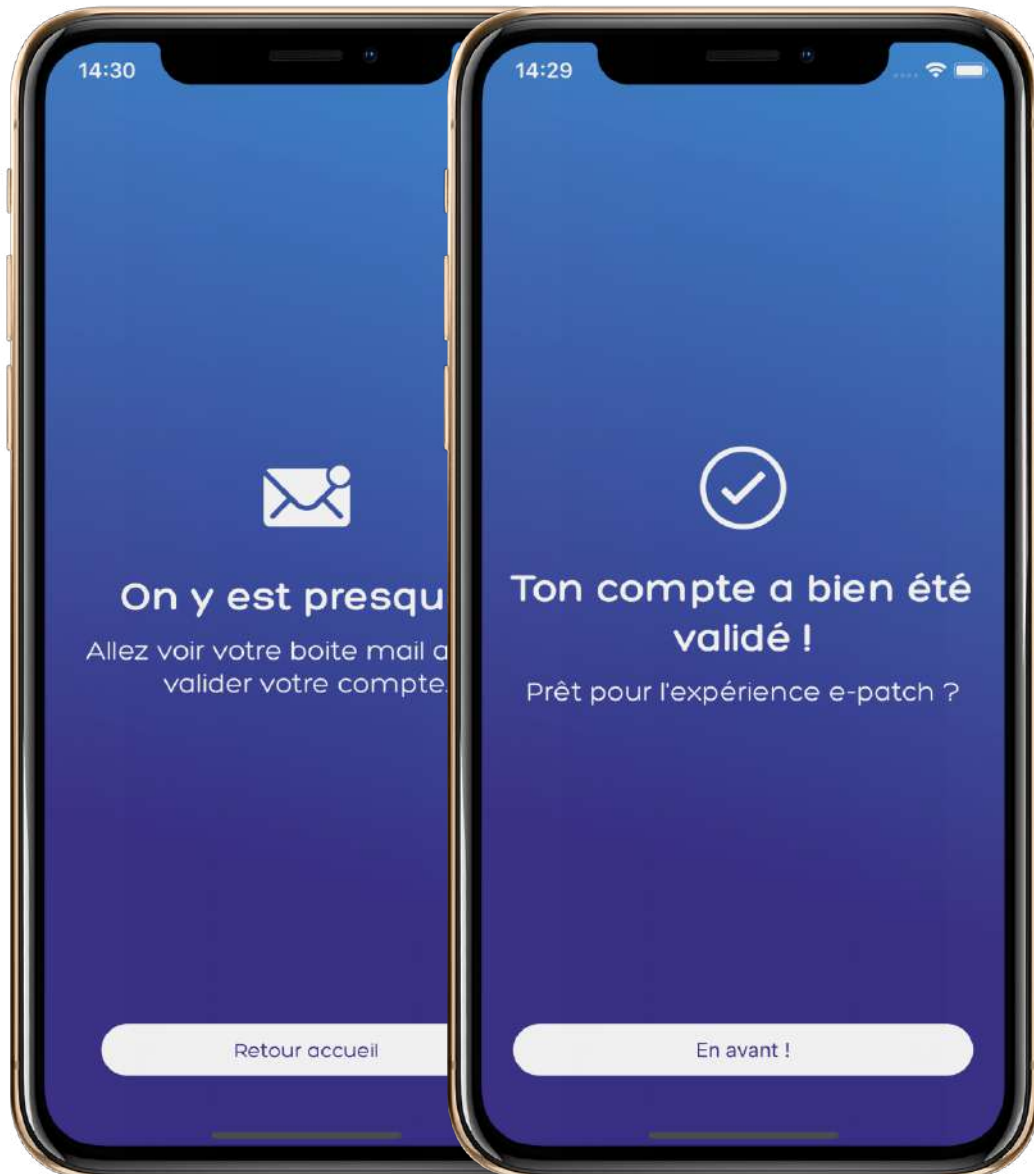 14:30
On y est presqu
Allez voir votre boite mail a
valider votre compte.
Retour accueil
14:29
Ton compte a bien été
validé !
Prêt pour l'expérience e-patch ?
En avant !